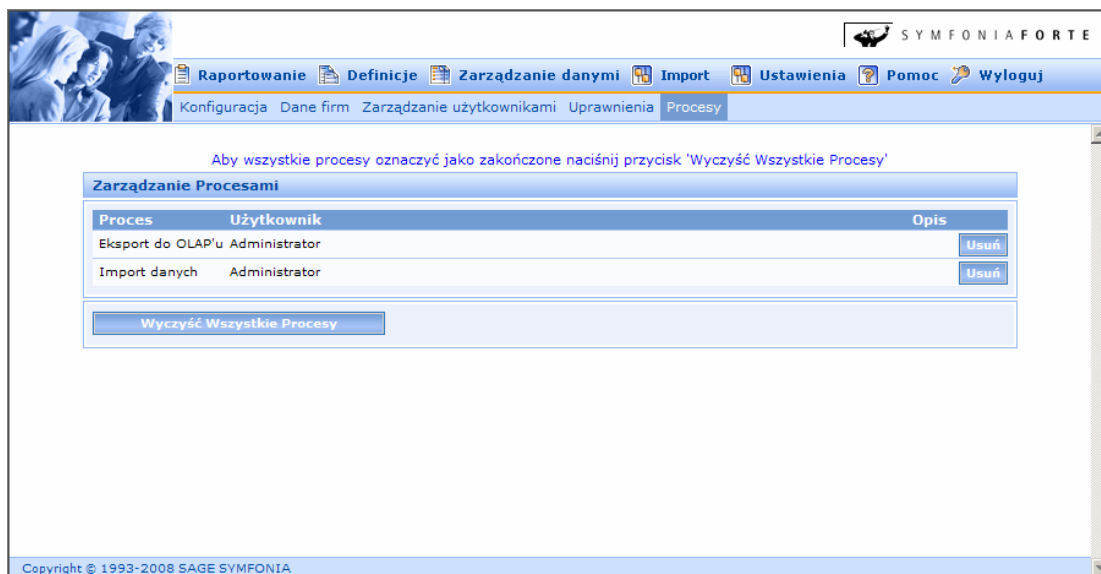 SYMFONIAFORTE
Raportowanie Definicje Zarządzanie danymi Import Ustawienia Pomoc Wyloguj
Konfiguracja Dane firm Zarządzanie użytkownikami Uprawnienia Procesy
Aby wszystkie procesy oznaczyć jako zakończone naciśnij przycisk 'Wyczyść Wszystkie Procesy'
Zarządzanie Procesami
Proces Użytkownik Opis
Eksport do OLAP'u Administrator Usuń
Import danych Administrator Usuń
Wyczyść Wszystkie Procesy
Copyright © 1993-2008 SAGE SYMFONIA